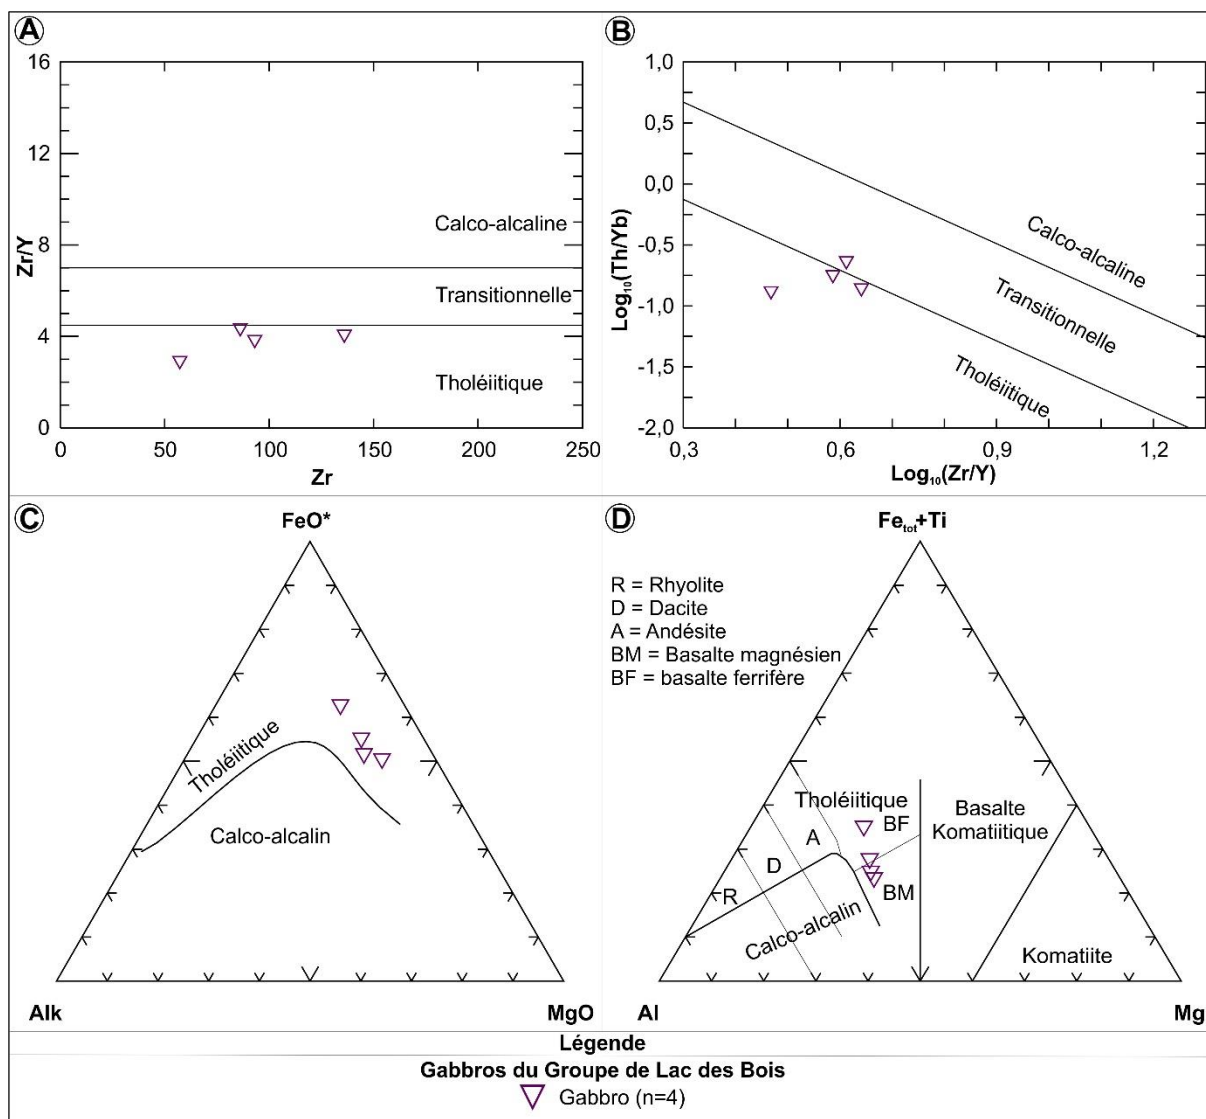 A
16
12
8
4
0
Zr/Y
Calco-alcaline
Transitionnelle
Tholéiitique
0
50
100
150
200
250
Zr
B
1,0
0,5
0,0
-0,5
-1,0
-1,5
-2,0
Log₁₀(Th/Yb)
Calco-alcaline
Transitionnelle
Tholéiitique
0,3
0,6
0,9
1,2
Log₁₀(Zr/Y)
C
FeO*
Tholéiitique
Calco-alcalin
Alk
MgO
D
Fetot+Ti
R = Rhyolite
D = Dacite
A = Andésite
BM = Basalte magnésien
BF = basalte ferrifère
Tholéiitique
BF
Basalte
Komatiitique
A
D
R
BM
Calco-alcalin
Komatiite
Al
Mg
Légende
Gabbros du Groupe de Lac des Bois
Gabbro (n=4)